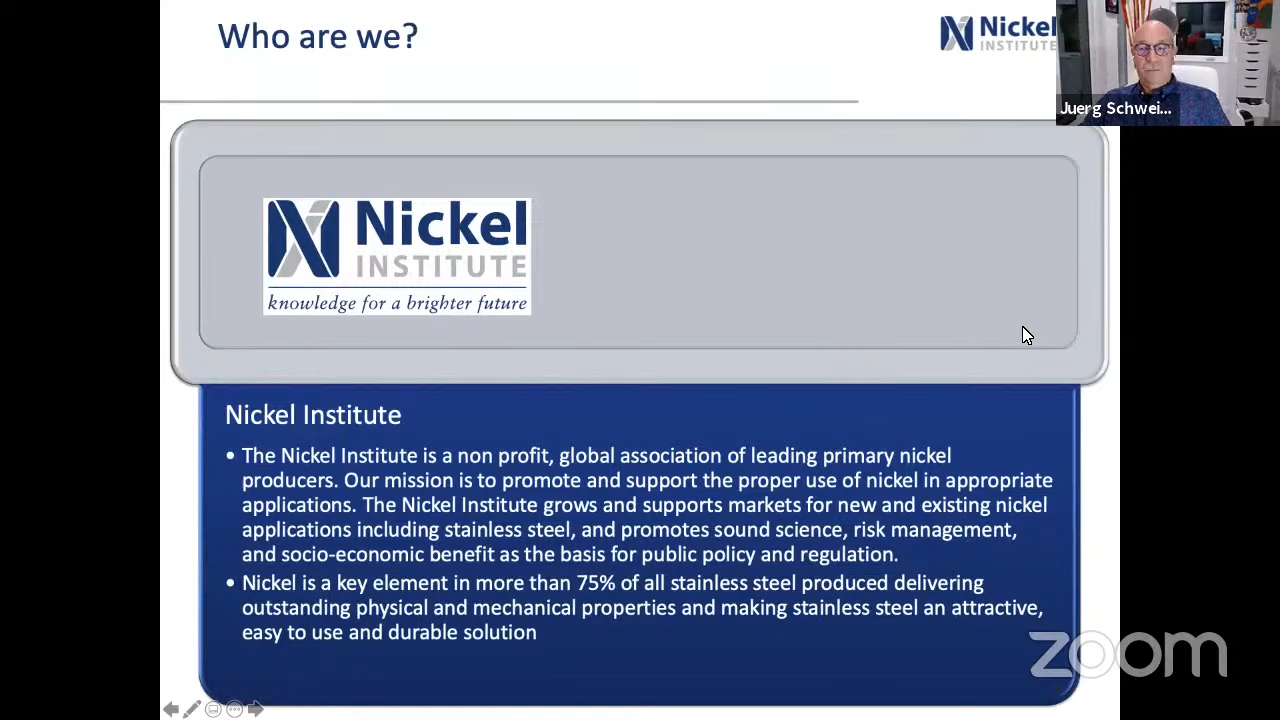 Who are we?
Nickel
INSTITUTE
Juerg Schwei...
Nickel
INSTITUTE
knowledge for a brighter future
Nickel Institute
• The Nickel Institute is a non profit, global association of leading primary nickel
producers. Our mission is to promote and support the proper use of nickel in appropriate
applications. The Nickel Institute grows and supports markets for new and existing nickel
applications including stainless steel, and promotes sound science, risk management,
and socio-economic benefit as the basis for public policy and regulation.
• Nickel is a key element in more than 75% of all stainless steel produced delivering
outstanding physical and mechanical properties and making stainless steel an attractive,
easy to use and durable solution
zoom